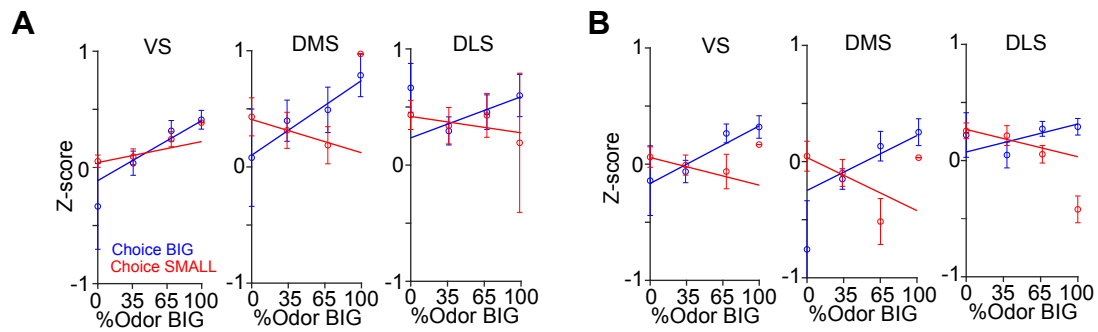 A
VS
DMS
DLS
Z-score
1
0
-1
1
0
-1
1
0
-1
Choice BIG
Choice SMALL
0 35 65 100
0 35 65 100
0 35 65 100
%Odor BIG
%Odor BIG
%Odor BIG
B
VS
DMS
DLS
Z-score
1
0
-1
1
0
-1
1
0
-1
0 35 65 100
0 35 65 100
0 35 65 100
%Odor BIG
%Odor BIG
%Odor BIG